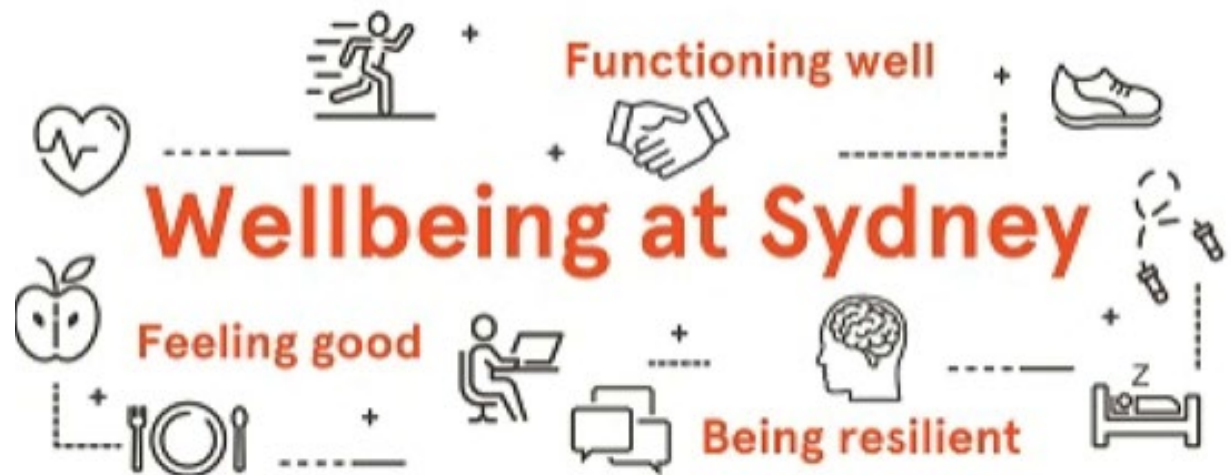 Functioning well
Wellbeing at Sydney
Feeling good
Z
Being resilient